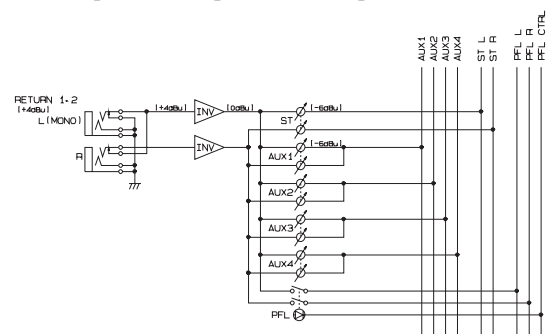 AUX1
AUX2
AUX3
AUX4
ST L
ST R
PFL L
PFL R
PFL CTRL
RETURN 1·2
[+4dBu]
L(MONO)
R
[+4dBu]
INV
[0dBu]
[-6dBu]
ST
INV
[-6dBu]
AUX1
AUX2
AUX3
AUX4
PFL